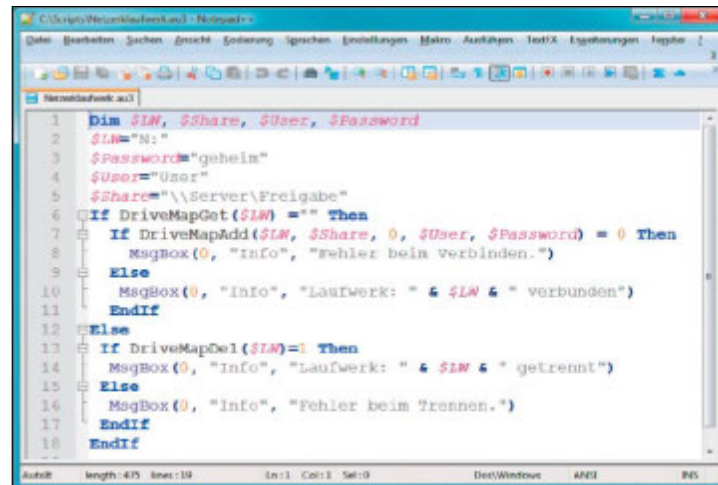 C:\Scripts\Netzerklaufwerk.au3 - Notepad++
Datei Bearbeiten Suchen Ansicht Kodierung Sprachen Einstellungen Makro Ausführen TextFX Erweiterungen Fenster ?
Netzerklaufwerk.au3
1 Dim $LW, $Share, $User, $Password
2 $LW="N:"
3 $Password="geheim"
4 $User="User"
5 $Share="\\Server\Freigabe"
6 If DriveMapGet($LW) ="" Then
7 If DriveMapAdd($LW, $Share, 0, $User, $Password) = 0 Then
8 MsgBox(0, "Info", "Fehler beim Verbinden.")
9 Else
10 MsgBox(0, "Info", "Laufwerk: " & $LW & " verbunden")
11 EndIf
12 Else
13 If DriveMapDel($LW)=1 Then
14 MsgBox(0, "Info", "Laufwerk: " & $LW & " getrennt")
15 Else
16 MsgBox(0, "Info", "Fehler beim Trennen.")
17 EndIf
18 EndIf
AutoIt length : 475 lines : 19 Ln : 1 Col : 1 Sel : 0 Dos\Windows ANSI INS